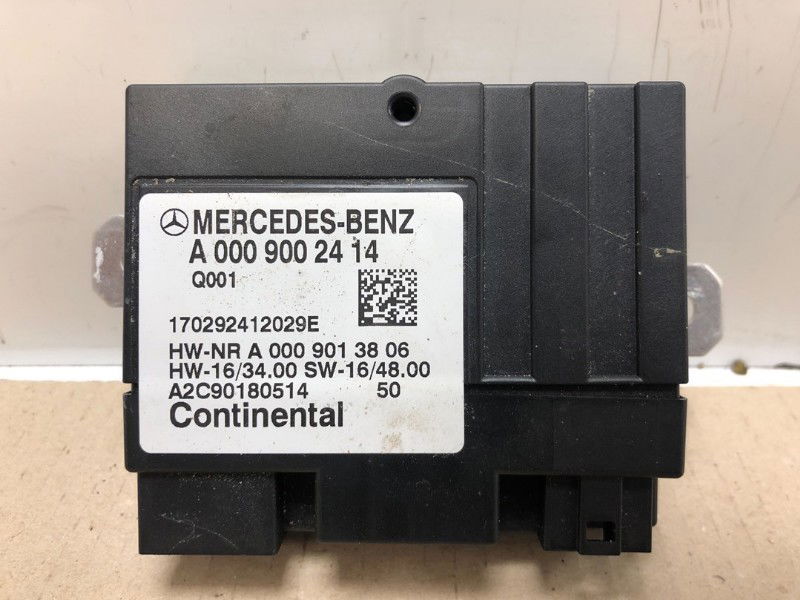 MERCEDES-BENZ
A 000 900 24 14
Q001
170292412029E
HW-NR A 000 901 38 06
HW-16/34.00 SW-16/48.00
A2C90180514 50
Continental